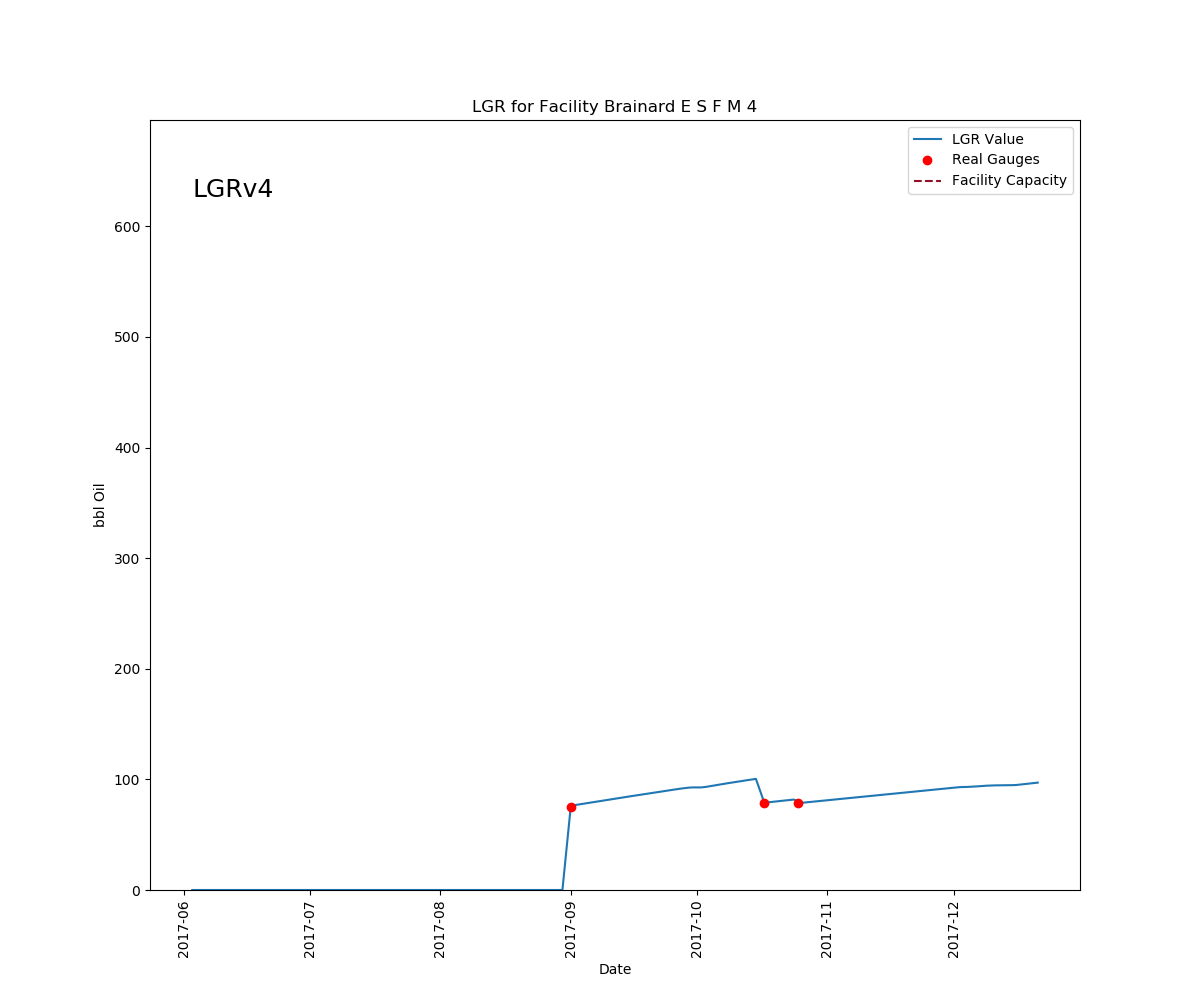 LGR for Facility Brainard E S F M 4
LGRv4
LGR Value
Real Gauges
Facility Capacity
bbl Oil
600
500
400
300
200
100
0
2017-06
2017-07
2017-08
2017-09
2017-10
2017-11
2017-12
Date